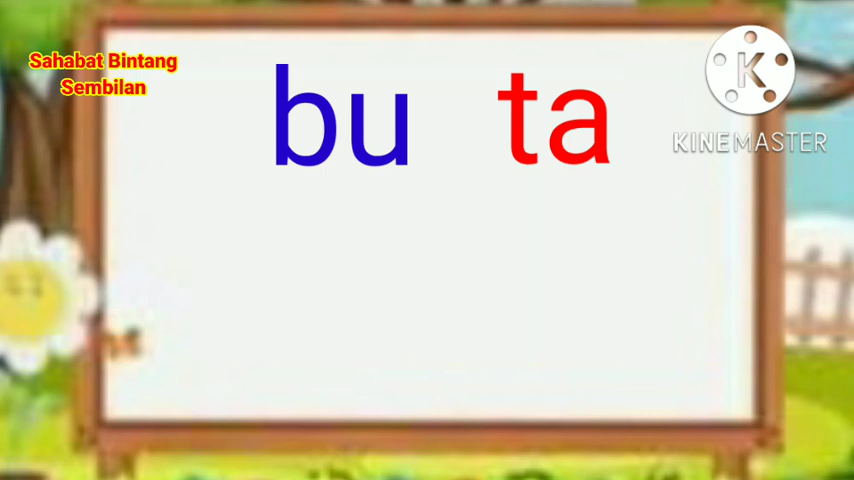 Sahabat Bintang
Sembilan
bu ta
K
KINEMASTER